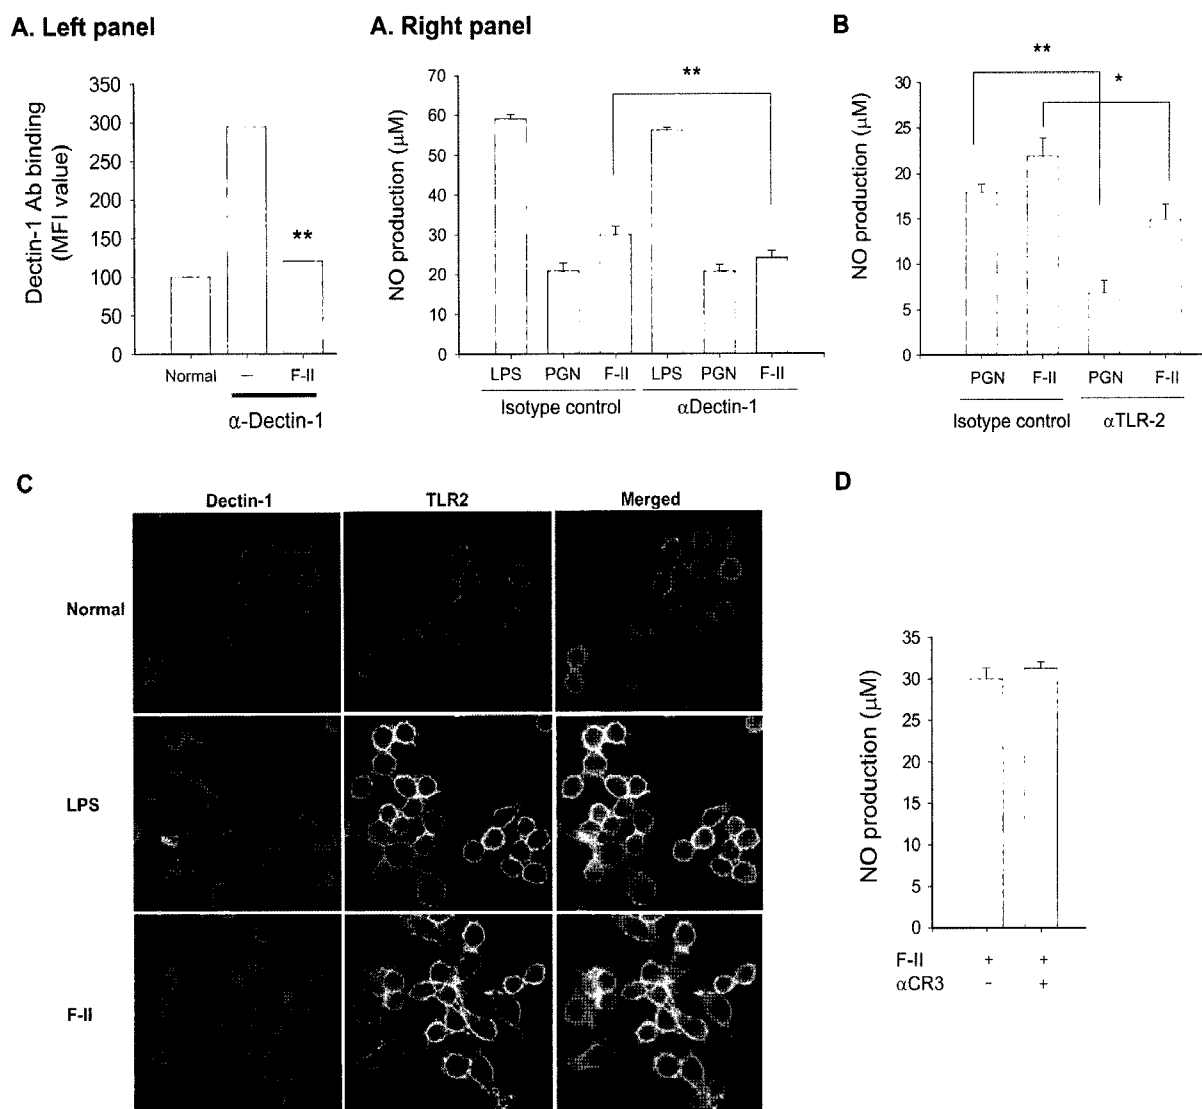 A. Left panel
Dectin-1 Ab binding
(MFI value)
350
300
250
200
150
100
50
0
**
Normal
—
F-II
α-Dectin-1
A. Right panel
NO production (μM)
70
60
50
40
30
20
10
0
**
LPS PGN F-II LPS PGN F-II
Isotype control αDectin-1
B
NO production (μM)
30
25
20
15
10
5
0
**
*
PGN F-II PGN F-II
Isotype control αTLR-2
C
Dectin-1 TLR2 Merged
Normal
LPS
F-II
D
NO production (μM)
35
30
25
20
15
10
5
0
F-II + +
αCR3 - +